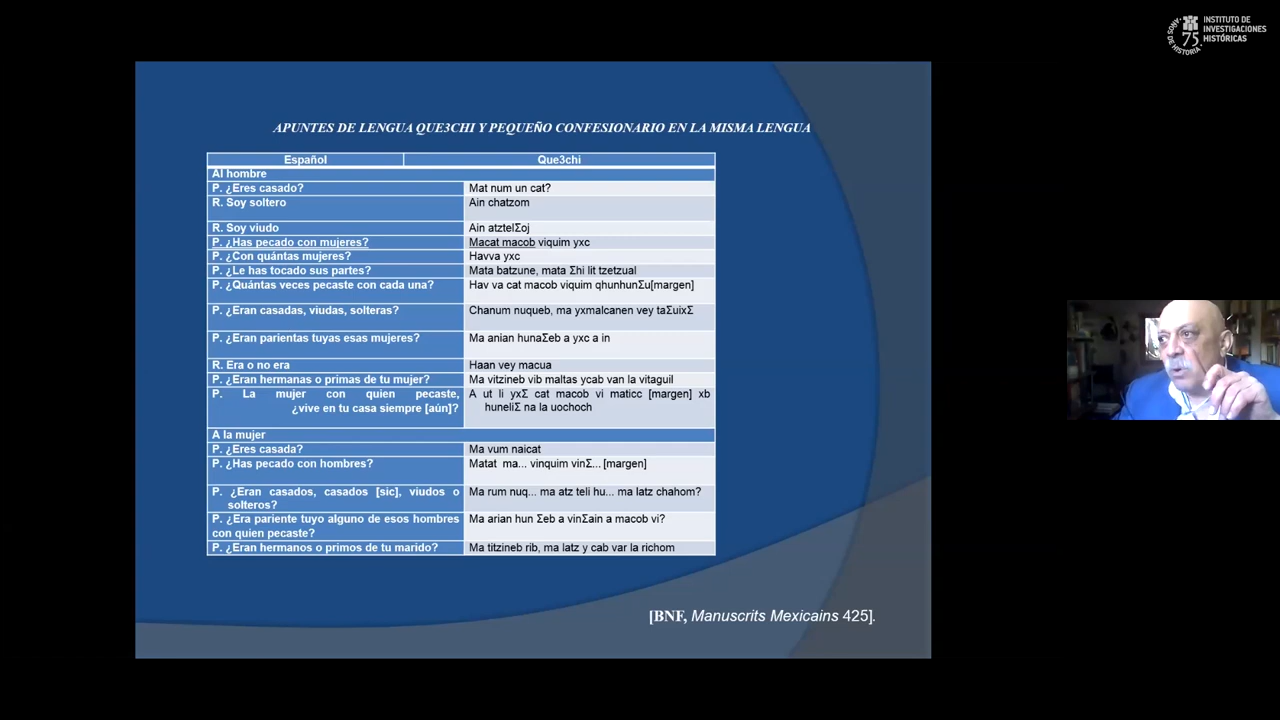 INSTITUTO DE
INVESTIGACIONES
HISTÓRICAS
75
AÑOS DE HISTORIA
APUNTES DE LENGUA QUE3CHI Y PEQUEÑO CONFESIONARIO EN LA MISMA LENGUA
Español Que3chi
Al hombre
P. ¿Eres casado? Mat num un cat?
R. Soy soltero Ain chatzom
R. Soy viudo Ain atztelΣoj
P. ¿Has pecado con mujeres? Macat macob viquim yxc
P. ¿Con quántas mujeres? Havva yxc
P. ¿Le has tocado sus partes? Mata batzune, mata Σhi lit tzetzual
P. ¿Quántas veces pecaste con cada una? Hav va cat macob viquim qhunhunΣu[margen]
P. ¿Eran casadas, viudas, solteras? Chanum nuqueb, ma yxmalcanen vey taΣuixΣ
P. ¿Eran parientas tuyas esas mujeres? Ma anian hunaΣeb a yxc a in
R. Era o no era Haan vey macua
P. ¿Eran hermanas o primas de tu mujer? Ma vitzineb vib maltas ycab van la vitaguil
P. La mujer con quien pecaste, A ut li yxΣ cat macob vi maticc [margen] xb
¿vive en tu casa siempre [aùn]? huneliΣ na la uochoch
A la mujer
P. ¿Eres casada? Ma vum naicat
P. ¿Has pecado con hombres? Matat ma... vinquim vinΣ... [margen]
P. ¿Eran casados, casados [sic], viudos o Ma rum nuq... ma atz teli hu... ma latz chahom?
solteros?
P. ¿Era pariente tuyo alguno de esos hombres Ma arian hun Σeb a vinΣain a macob vi?
con quien pecaste?
P. ¿Eran hermanos o primos de tu marido? Ma titzineb rib, ma latz y cab var la richom
[BNF, Manuscrits Mexicains 425].